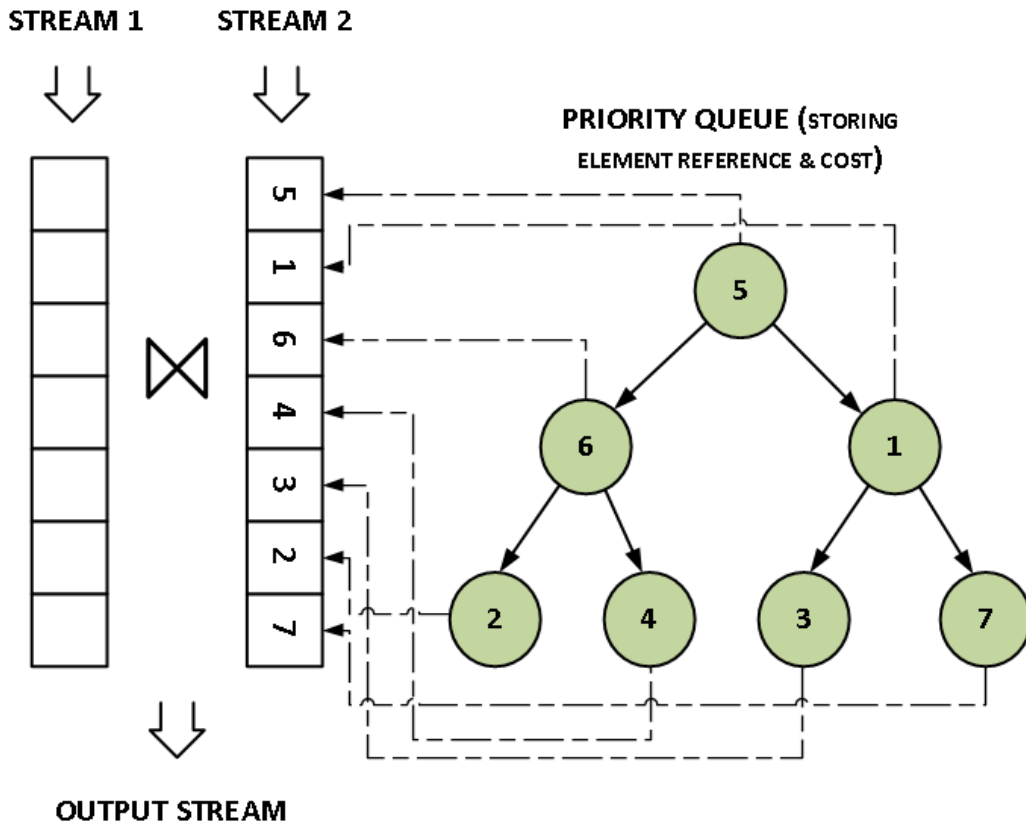 STREAM 1
STREAM 2
PRIORITY QUEUE (STORING
ELEMENT REFERENCE & COST)
5
1
6
4
3
2
7
5
6
1
2
4
3
7
OUTPUT STREAM